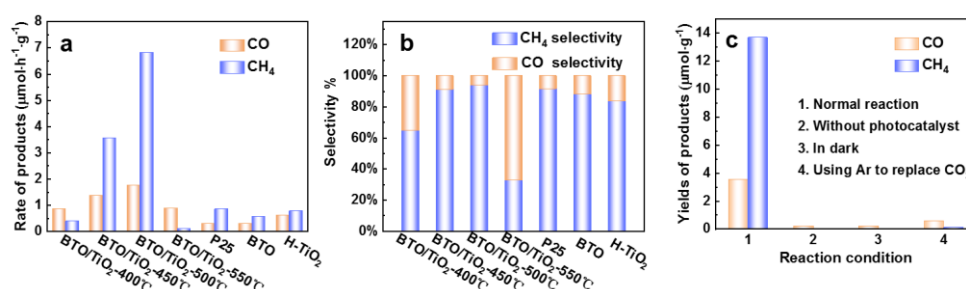 a
CO
CH₄
Rate of products (μmol·h⁻¹·g⁻¹)
8
7
6
5
4
3
2
1
0
BTO/TiO₂-400℃
BTO/TiO₂-450℃
BTO/TiO₂-500℃
BTO/TiO₂-550℃
P25
BTO
H-TiO₂
b
CH₄ selectivity
CO selectivity
Selectivity %
120%
100%
80%
60%
40%
20%
0%
BTO/TiO₂-400℃
BTO/TiO₂-450℃
BTO/TiO₂-500℃
BTO/TiO₂-550℃
P25
BTO
H-TiO₂
c
CO
CH₄
Yields of products (μmol·g⁻¹)
14
12
10
8
6
4
2
0
1. Normal reaction
2. Without photocatalyst
3. In dark
4. Using Ar to replace CO
1 2 3 4
Reaction condition